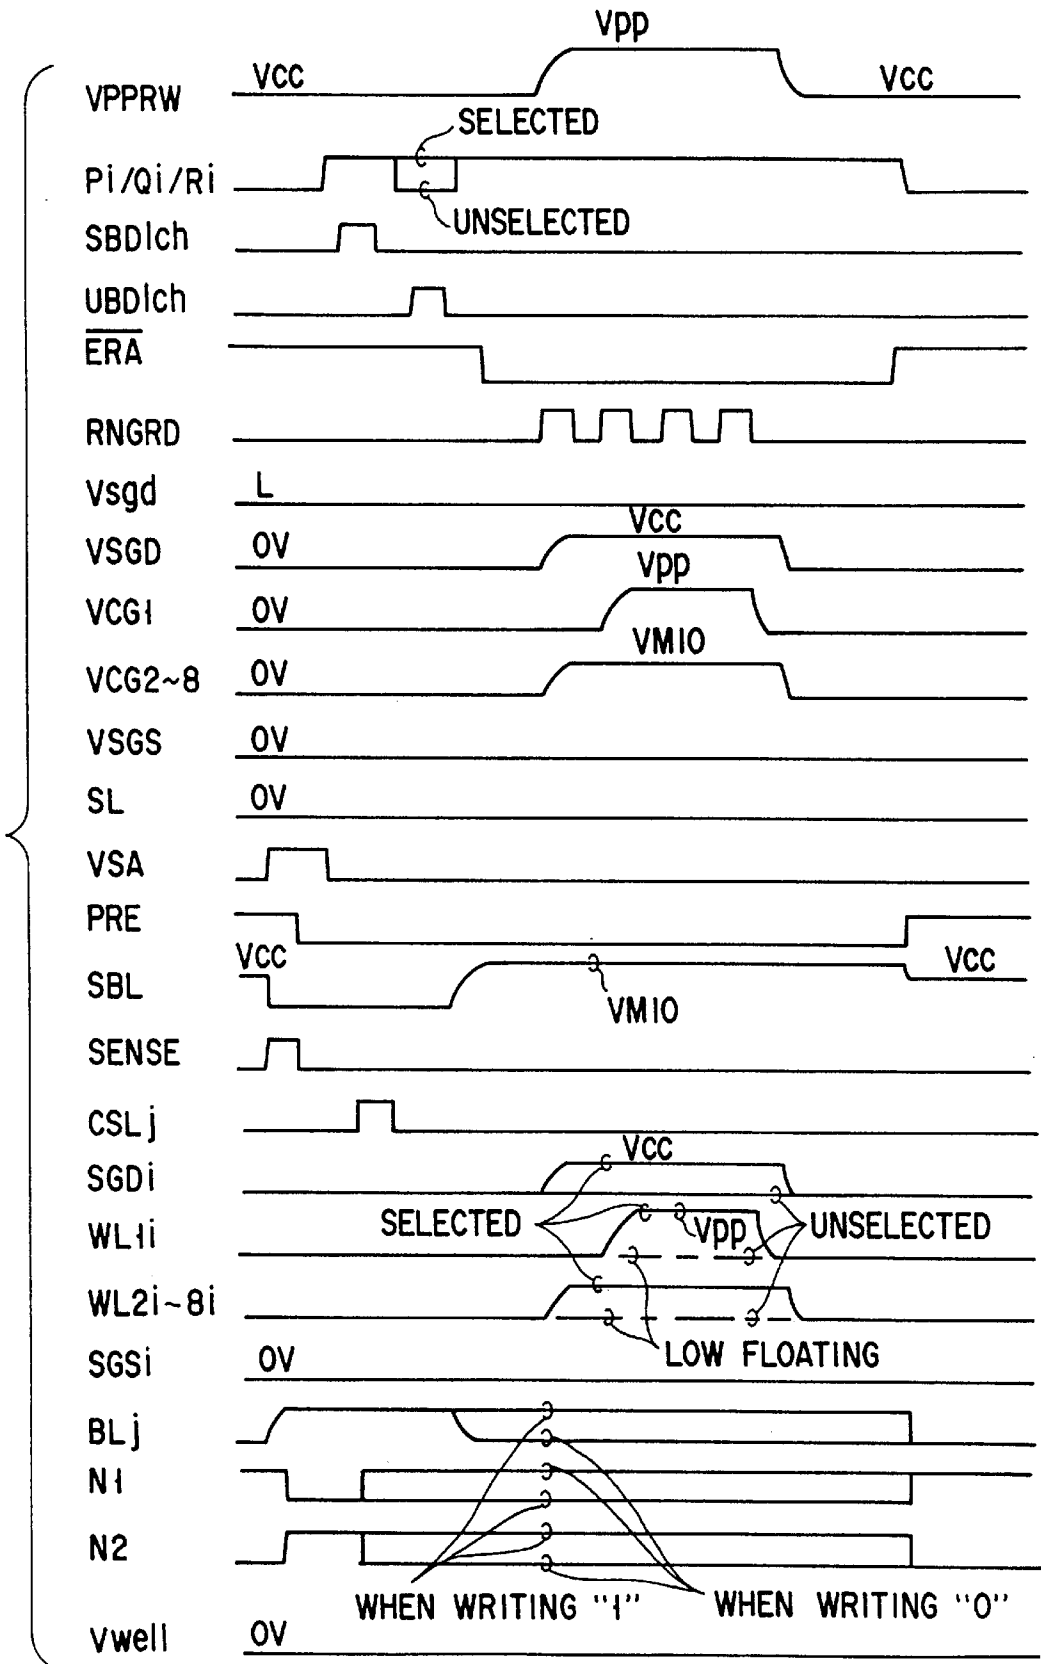 Vpp
VPPRW VCC VCC
SELECTED
Pi/Qi/Ri
UNSELECTED
SBDlch
UBDlch
ERA
RNGRD
Vsgd L
VSGD 0V VCC
VCG1 0V Vpp
VCG2~8 0V VM10
VSGS 0V
SL 0V
VSA
PRE
SBL VCC VCC
VM10
SENSE
CSLj
SGDi VCC
SELECTED UNSELECTED
WL1i Vpp
WL2i~8i
LOW FLOATING
SGSi 0V
BLj
N1
N2
WHEN WRITING "1" WHEN WRITING "0"
Vwell 0V